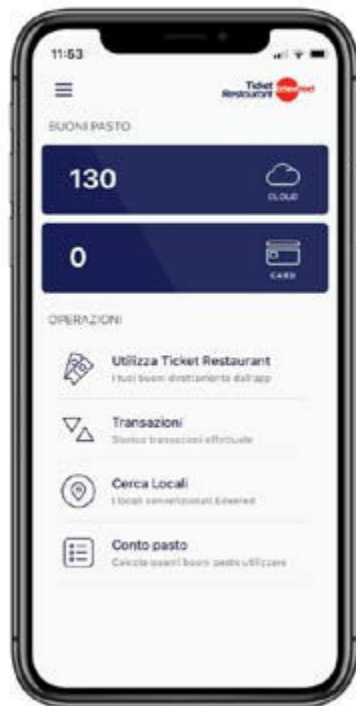 11:53
Ticket
Restaurant Edenred
BUONI PASTO
130
CLOUD
0
CARD
OPERAZIONI
Utilizza Ticket Restaurant
I tuoi buoni direttamente dall'app
Transazioni
Storico transazioni effettuate
Cerca Locali
I locali convenzionati Edenred
Conto pasto
Calcola quanti buoni pasto utilizzare